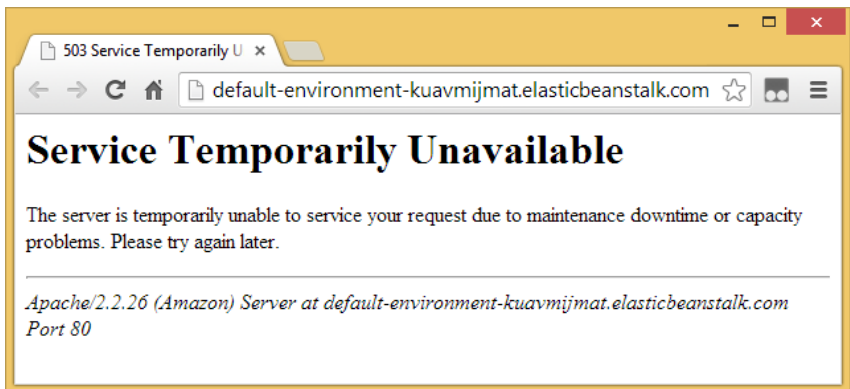 503 Service Temporarily U
default-environment-kuavmijmat.elasticbeanstalk.com
Service Temporarily Unavailable
The server is temporarily unable to service your request due to maintenance downtime or capacity
problems. Please try again later.
Apache/2.2.26 (Amazon) Server at default-environment-kuavmijmat.elasticbeanstalk.com
Port 80